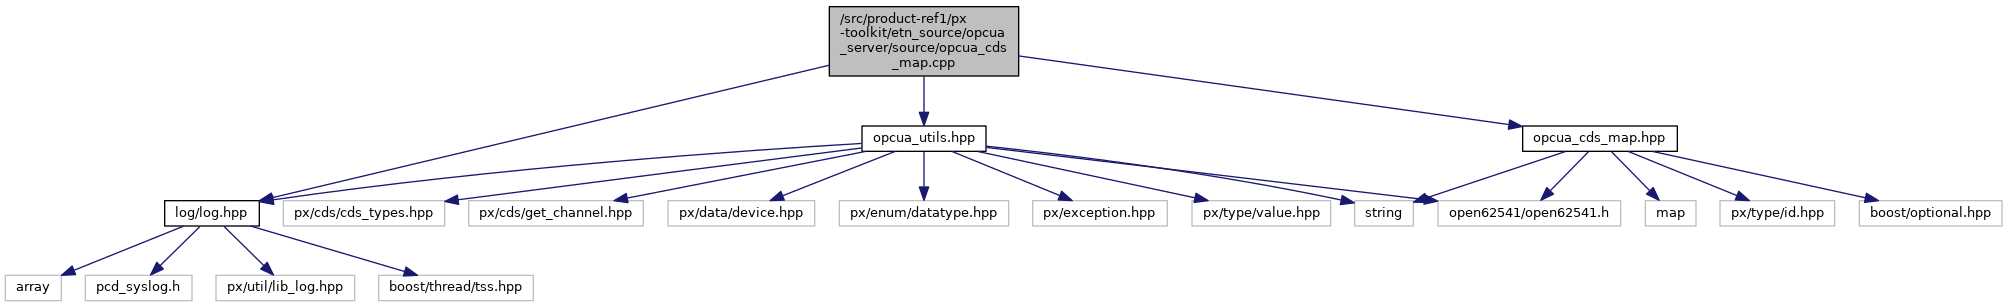 /src/product-ref1/px
-toolkit/etn_source/opcua
_server/source/opcua_cds
_map.cpp
opcua_utils.hpp
opcua_cds_map.hpp
log/log.hpp
px/cds/cds_types.hpp
px/cds/get_channel.hpp
px/data/device.hpp
px/enum/datatype.hpp
px/exception.hpp
px/type/value.hpp
string
open62541/open62541.h
map
px/type/id.hpp
boost/optional.hpp
array
pcd_syslog.h
px/util/lib_log.hpp
boost/thread/tss.hpp